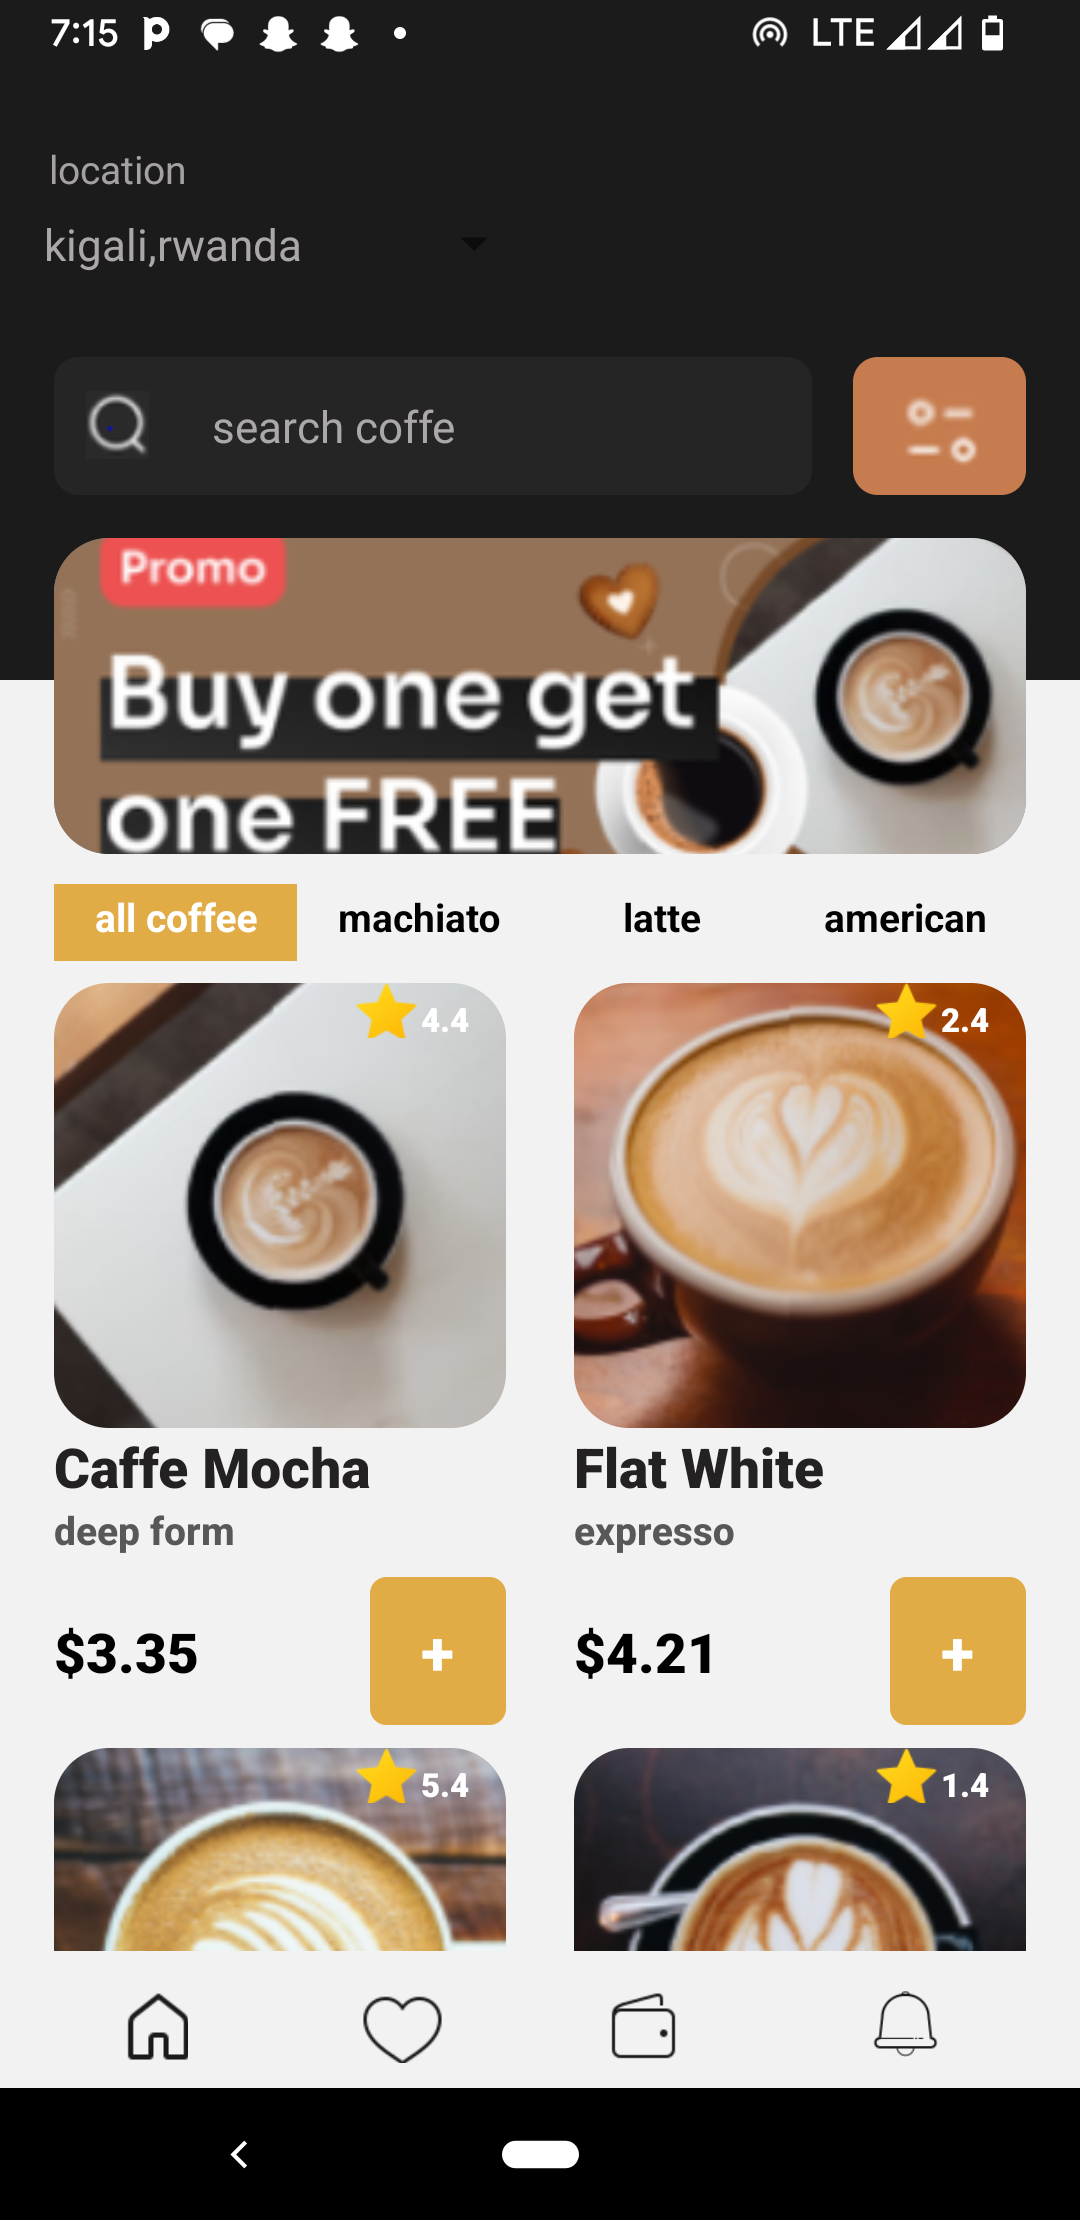 7:15 LTE
location
kigali,rwanda
search coffe
Promo
Buy one get
one FREE
all coffee machiato latte american
4.4 2.4
Caffe Mocha Flat White
deep form expresso
$3.35 + $4.21 +
5.4 1.4